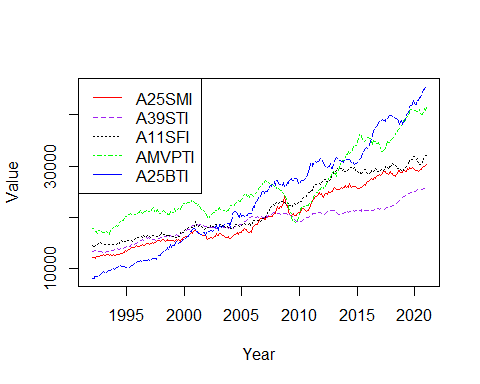 A25SMI
A39STI
A11SFI
AMVPTI
A25BTI
Value
10000
30000
1995
2000
2005
2010
2015
2020
Year